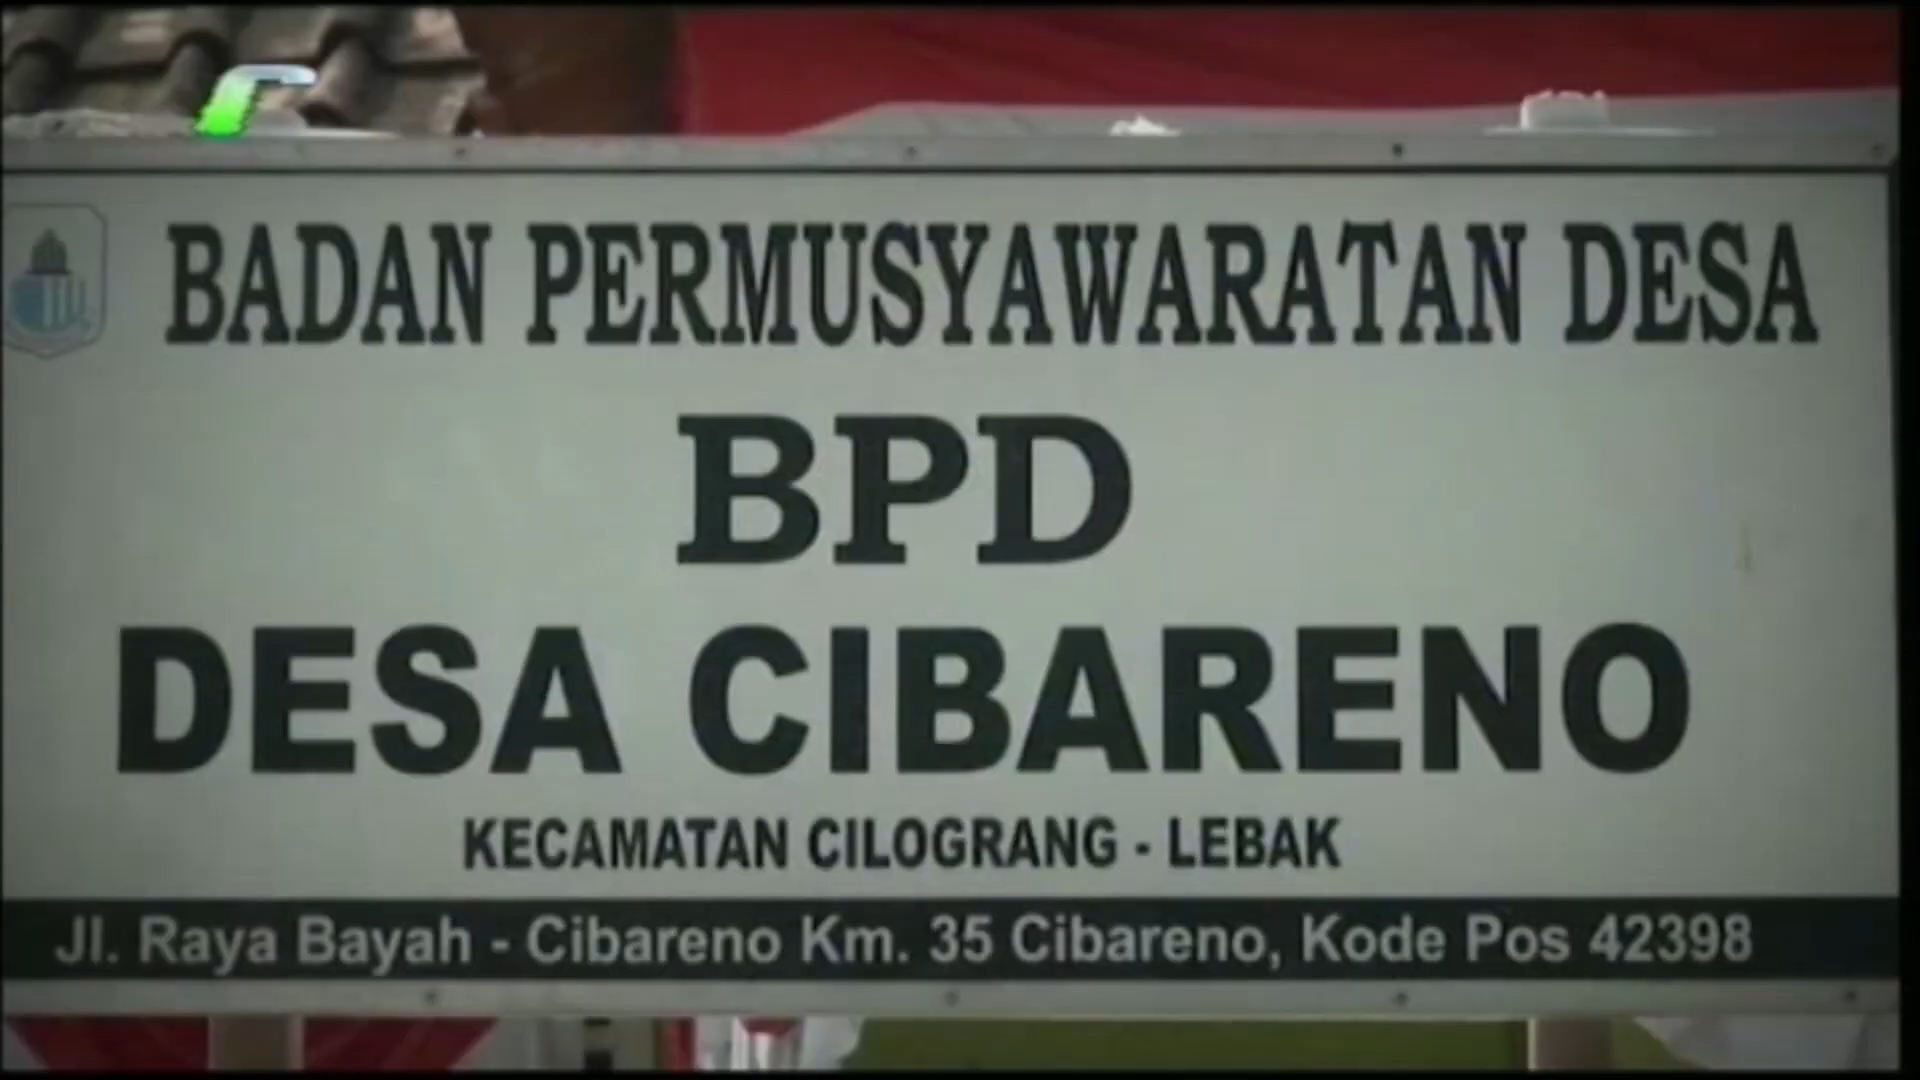 BADAN PERMUSYAWARATAN DESA
BPD
DESA CIBARENO
KECAMATAN CILOGRANG - LEBAK
Jl. Raya Bayah - Cibareno Km. 35 Cibareno, Kode Pos 42398